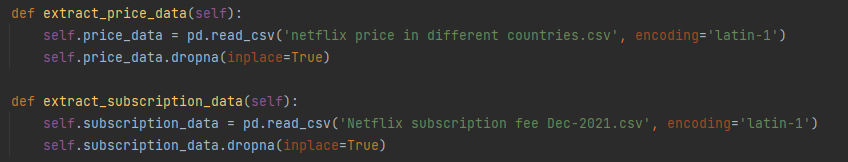 def extract_price_data(self):
    self.price_data = pd.read_csv('netflix price in different countries.csv', encoding='latin-1')
    self.price_data.dropna(inplace=True)

def extract_subscription_data(self):
    self.subscription_data = pd.read_csv('Netflix subscription fee Dec-2021.csv', encoding='latin-1')
    self.subscription_data.dropna(inplace=True)